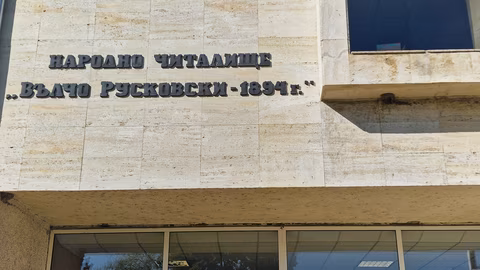 НАРОДНО ЧИТАЛИЩЕ
„ВЪЛЧО РУСКОВСКИ - 1894 г."